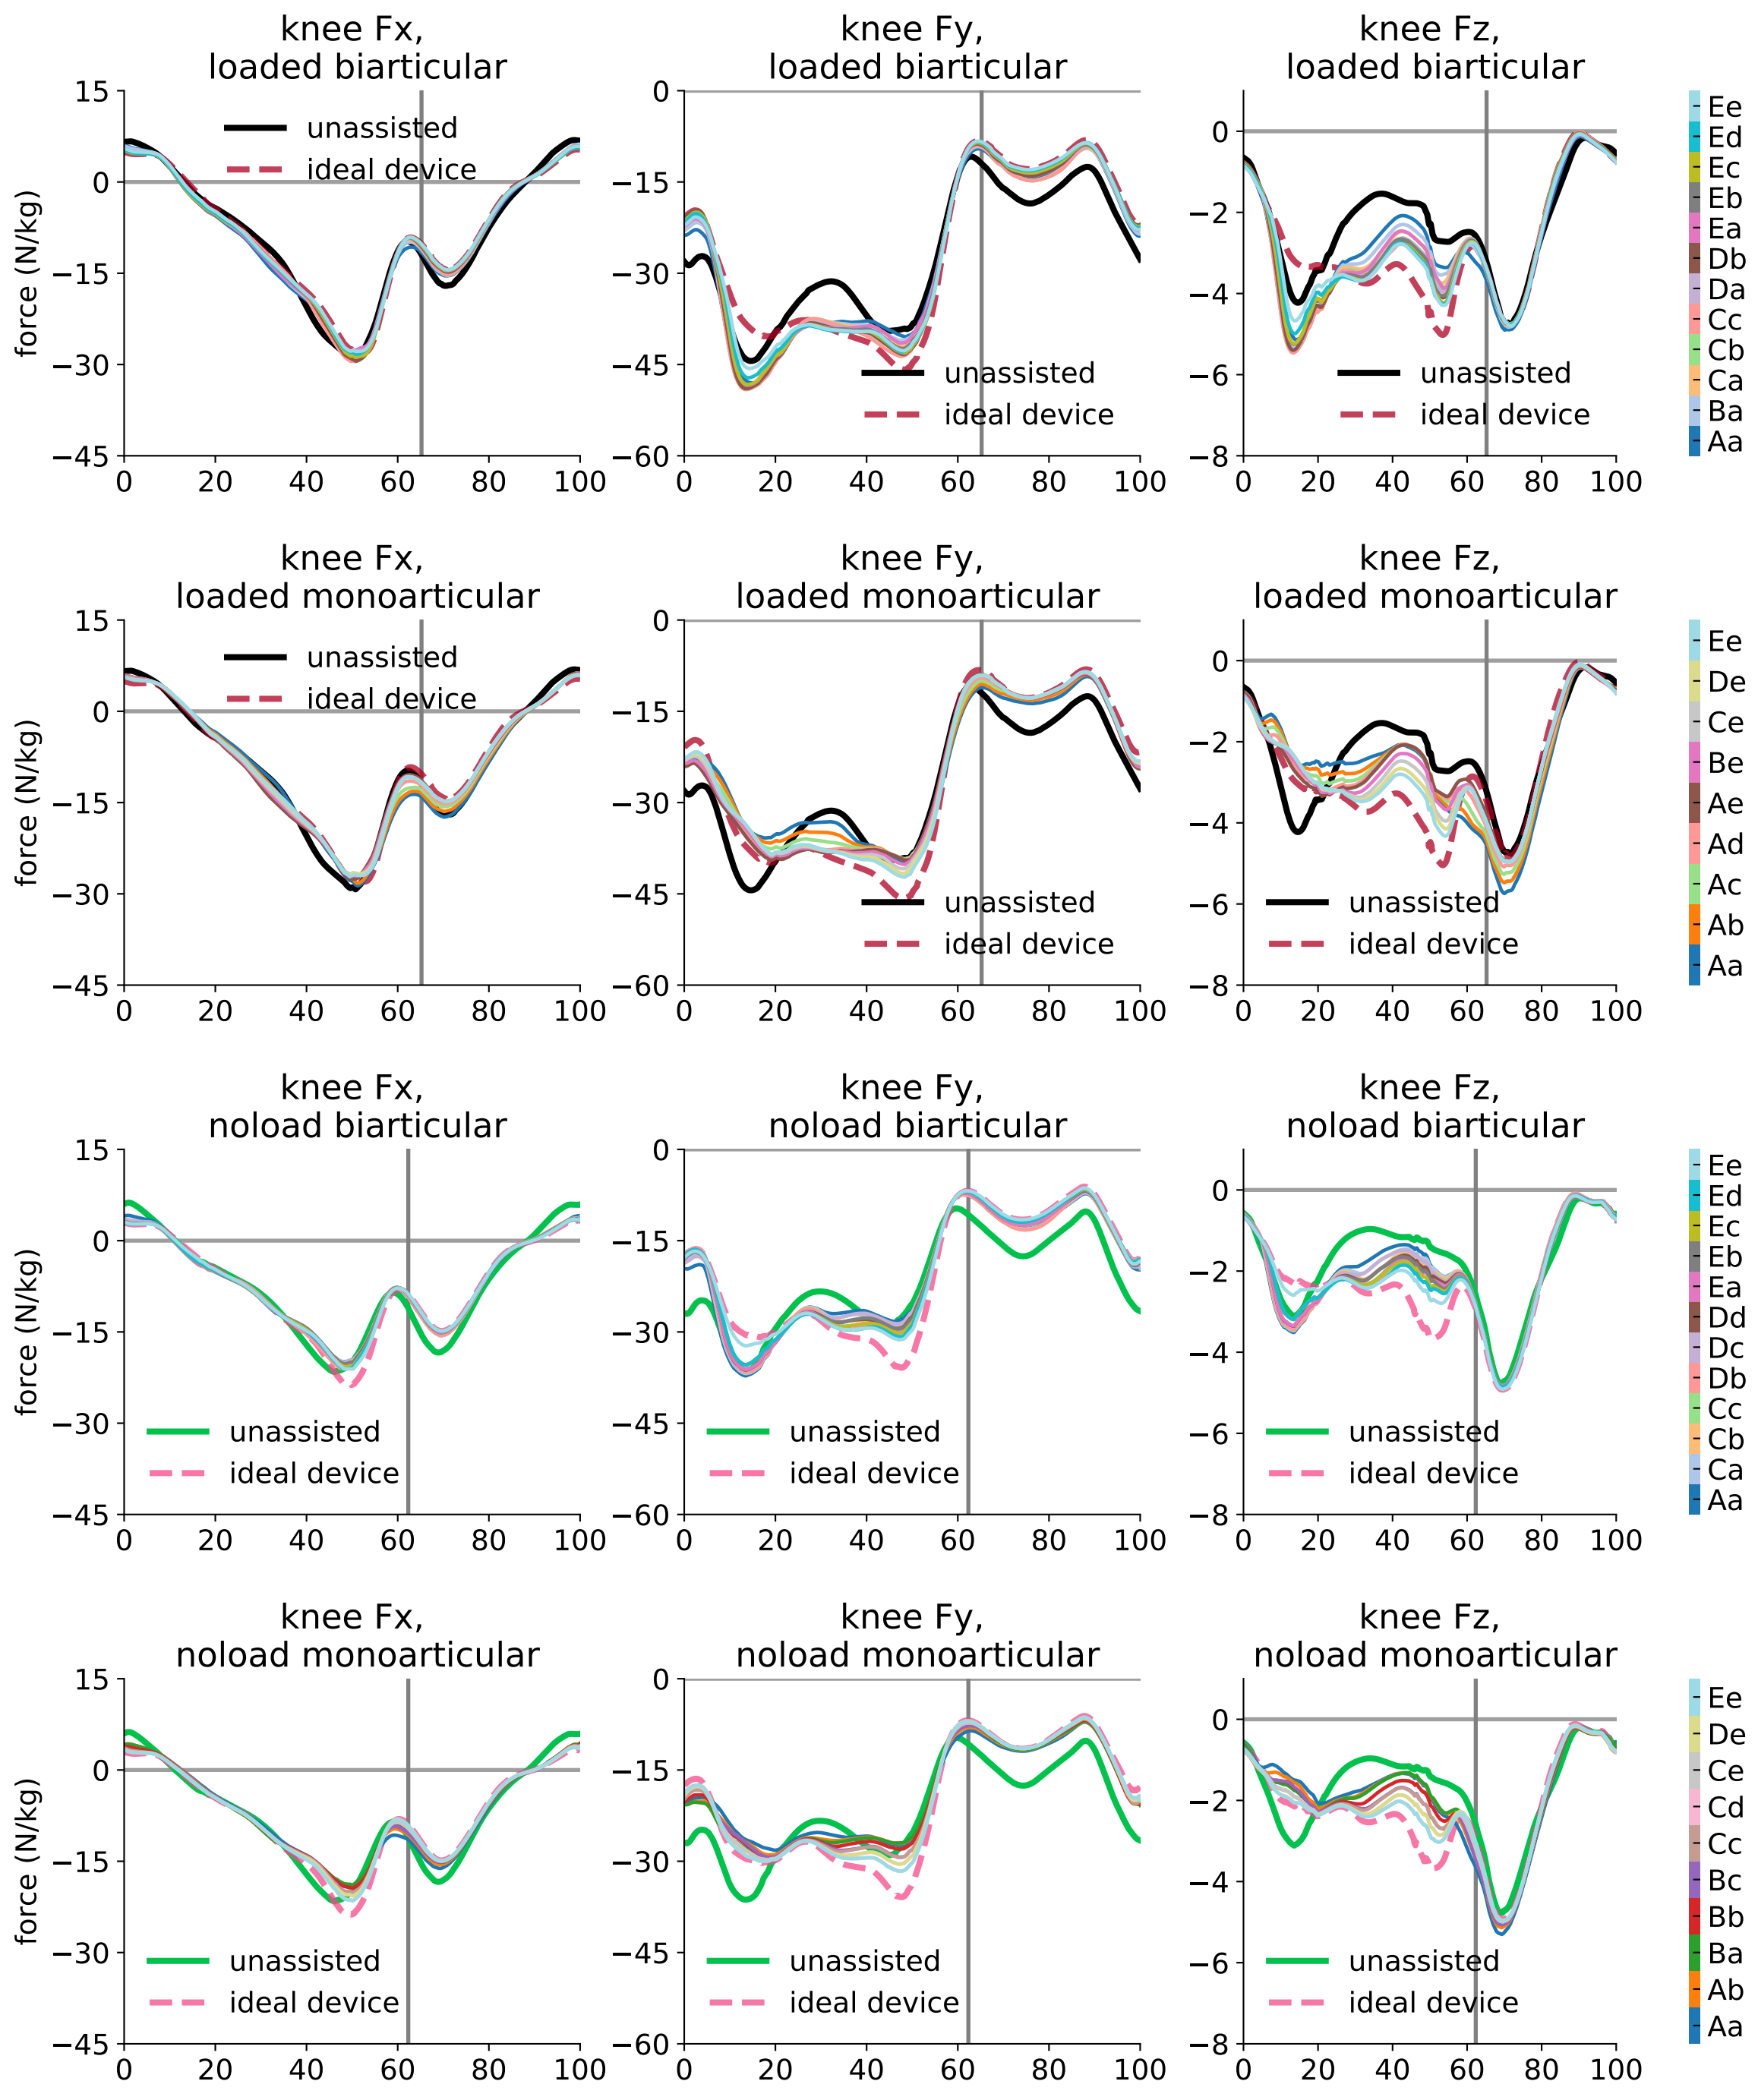 knee Fx,
loaded biarticular
knee Fy,
loaded biarticular
knee Fz,
loaded biarticular
force (N/kg)
15
0
−15
−30
−45
unassisted
ideal device
0 20 40 60 80 100
0
−15
−30
−45
−60
unassisted
ideal device
0 20 40 60 80 100
0
−2
−4
−6
−8
unassisted
ideal device
0 20 40 60 80 100
Ee
Ed
Ec
Eb
Ea
Db
Da
Cc
Cb
Ca
Ba
Aa
knee Fx,
loaded monoarticular
knee Fy,
loaded monoarticular
knee Fz,
loaded monoarticular
force (N/kg)
15
0
−15
−30
−45
unassisted
ideal device
0 20 40 60 80 100
0
−15
−30
−45
−60
unassisted
ideal device
0 20 40 60 80 100
0
−2
−4
−6
−8
unassisted
ideal device
0 20 40 60 80 100
Ee
De
Ce
Be
Ae
Ad
Ac
Ab
Aa
knee Fx,
noload biarticular
knee Fy,
noload biarticular
knee Fz,
noload biarticular
force (N/kg)
15
0
−15
−30
−45
unassisted
ideal device
0 20 40 60 80 100
0
−15
−30
−45
−60
unassisted
ideal device
0 20 40 60 80 100
0
−2
−4
−6
−8
unassisted
ideal device
0 20 40 60 80 100
Ee
Ed
Ec
Eb
Ea
Dd
Dc
Db
Cc
Cb
Ca
Aa
knee Fx,
noload monoarticular
knee Fy,
noload monoarticular
knee Fz,
noload monoarticular
force (N/kg)
15
0
−15
−30
−45
unassisted
ideal device
0 20 40 60 80 100
0
−15
−30
−45
−60
unassisted
ideal device
0 20 40 60 80 100
0
−2
−4
−6
−8
unassisted
ideal device
0 20 40 60 80 100
Ee
De
Ce
Cd
Cc
Bc
Bb
Ba
Ab
Aa